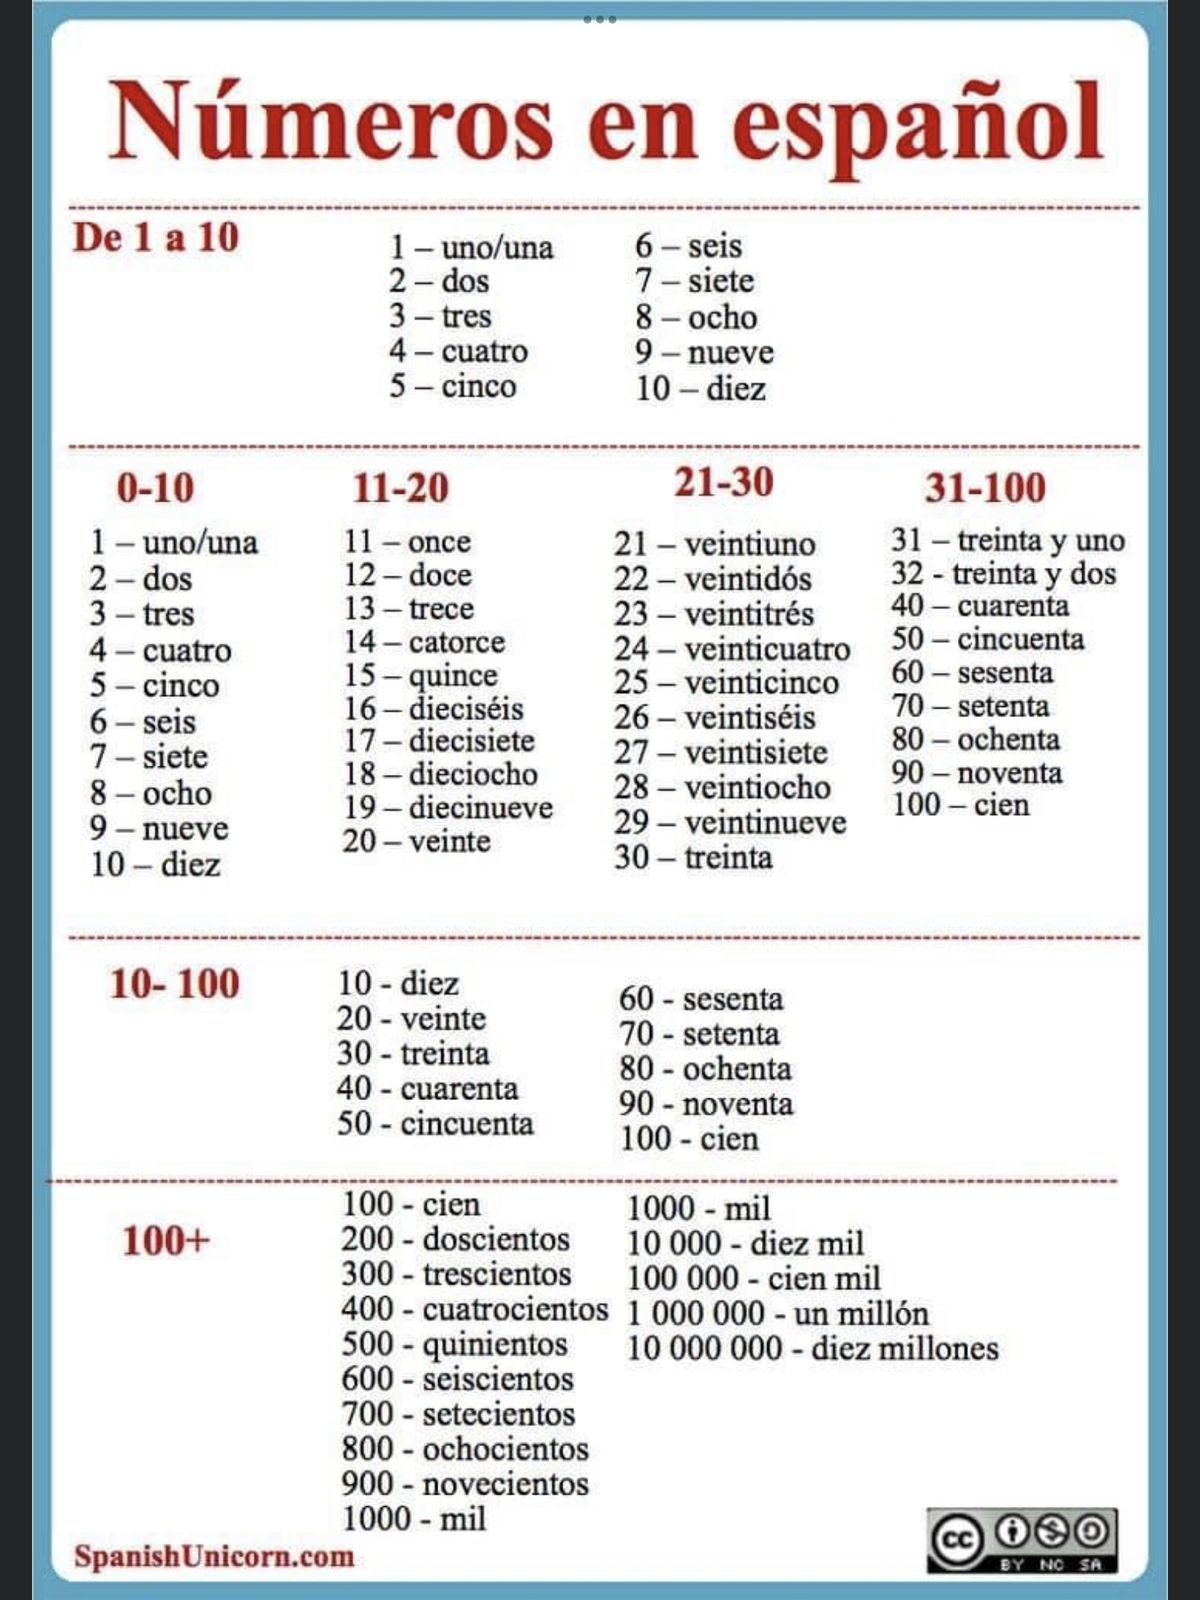 Números en español
De 1 a 10
1 – uno/una
2 – dos
3 – tres
4 – cuatro
5 – cinco
6 – seis
7 – siete
8 – ocho
9 – nueve
10 – diez
0-10
1 – uno/una
2 – dos
3 – tres
4 – cuatro
5 – cinco
6 – seis
7 – siete
8 – ocho
9 – nueve
10 – diez
11-20
11 – once
12 – doce
13 – trece
14 – catorce
15 – quince
16 – dieciséis
17 – diecisiete
18 – dieciocho
19 – diecinueve
20 – veinte
21-30
21 – veintiuno
22 – veintidós
23 – veintitrés
24 – veinticuatro
25 – veinticinco
26 – veintiséis
27 – veintisiete
28 – veintiocho
29 – veintinueve
30 – treinta
31-100
31 – treinta y uno
32 - treinta y dos
40 – cuarenta
50 – cincuenta
60 – sesenta
70 – setenta
80 – ochenta
90 – noventa
100 – cien
10- 100
10 - diez
20 - veinte
30 - treinta
40 - cuarenta
50 - cincuenta
60 - sesenta
70 - setenta
80 - ochenta
90 - noventa
100 - cien
100+
100 - cien
200 - doscientos
300 - trescientos
400 - cuatrocientos
500 - quinientos
600 - seiscientos
700 - setecientos
800 - ochocientos
900 - novecientos
1000 - mil
1000 - mil
10 000 - diez mil
100 000 - cien mil
1 000 000 - un millón
10 000 000 - diez millones
SpanishUnicorn.com
cc
BY NC SA